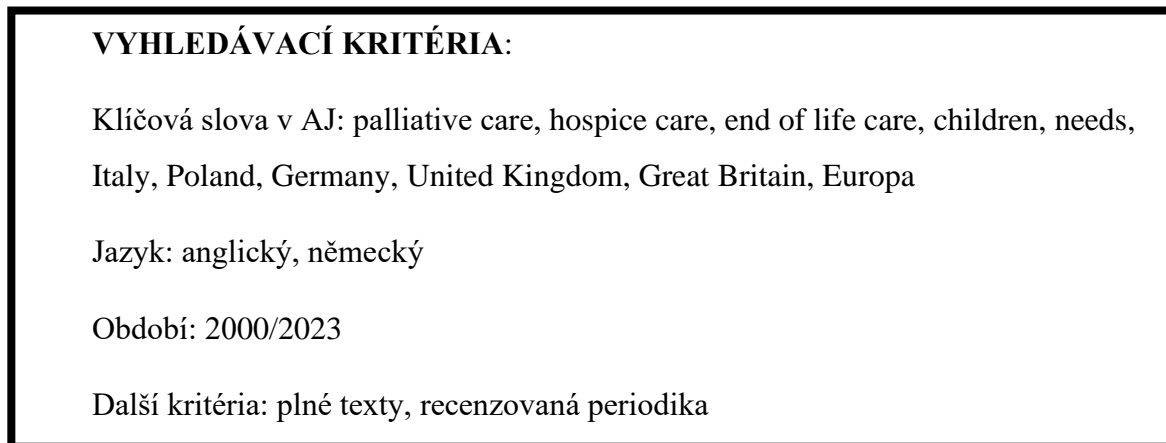 VYHLEDÁVACÍ KRITÉRIA:
Klíčová slova v AJ: palliative care, hospice care, end of life care, children, needs,
Italy, Poland, Germany, United Kingdom, Great Britain, Europa
Jazyk: anglický, německý
Období: 2000/2023
Další kritéria: plné texty, recenzovaná periodika